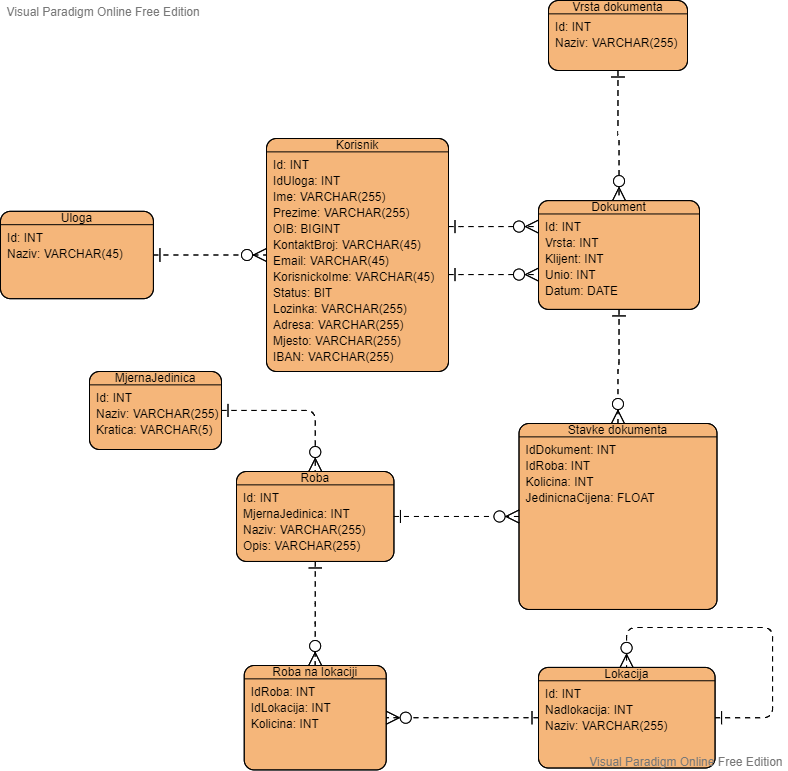 Visual Paradigm Online Free Edition
Vrsta dokumenta
Id: INT
Naziv: VARCHAR(255)
Korisnik
Id: INT
IdUloga: INT
Ime: VARCHAR(255)
Prezime: VARCHAR(255)
OIB: BIGINT
KontaktBroj: VARCHAR(45)
Email: VARCHAR(45)
KorisnickoIme: VARCHAR(45)
Status: BIT
Lozinka: VARCHAR(255)
Adresa: VARCHAR(255)
Mjesto: VARCHAR(255)
IBAN: VARCHAR(255)
Uloga
Id: INT
Naziv: VARCHAR(45)
Dokument
Id: INT
Vrsta: INT
Klijent: INT
Unio: INT
Datum: DATE
MjernaJedinica
Id: INT
Naziv: VARCHAR(255)
Kratica: VARCHAR(5)
Stavke dokumenta
IdDokument: INT
IdRoba: INT
Kolicina: INT
JedinicnaCijena: FLOAT
Roba
Id: INT
MjernaJedinica: INT
Naziv: VARCHAR(255)
Opis: VARCHAR(255)
Roba na lokaciji
IdRoba: INT
IdLokacija: INT
Kolicina: INT
Lokacija
Id: INT
Nadlokacija: INT
Naziv: VARCHAR(255)
Visual Paradigm Online Free Edition